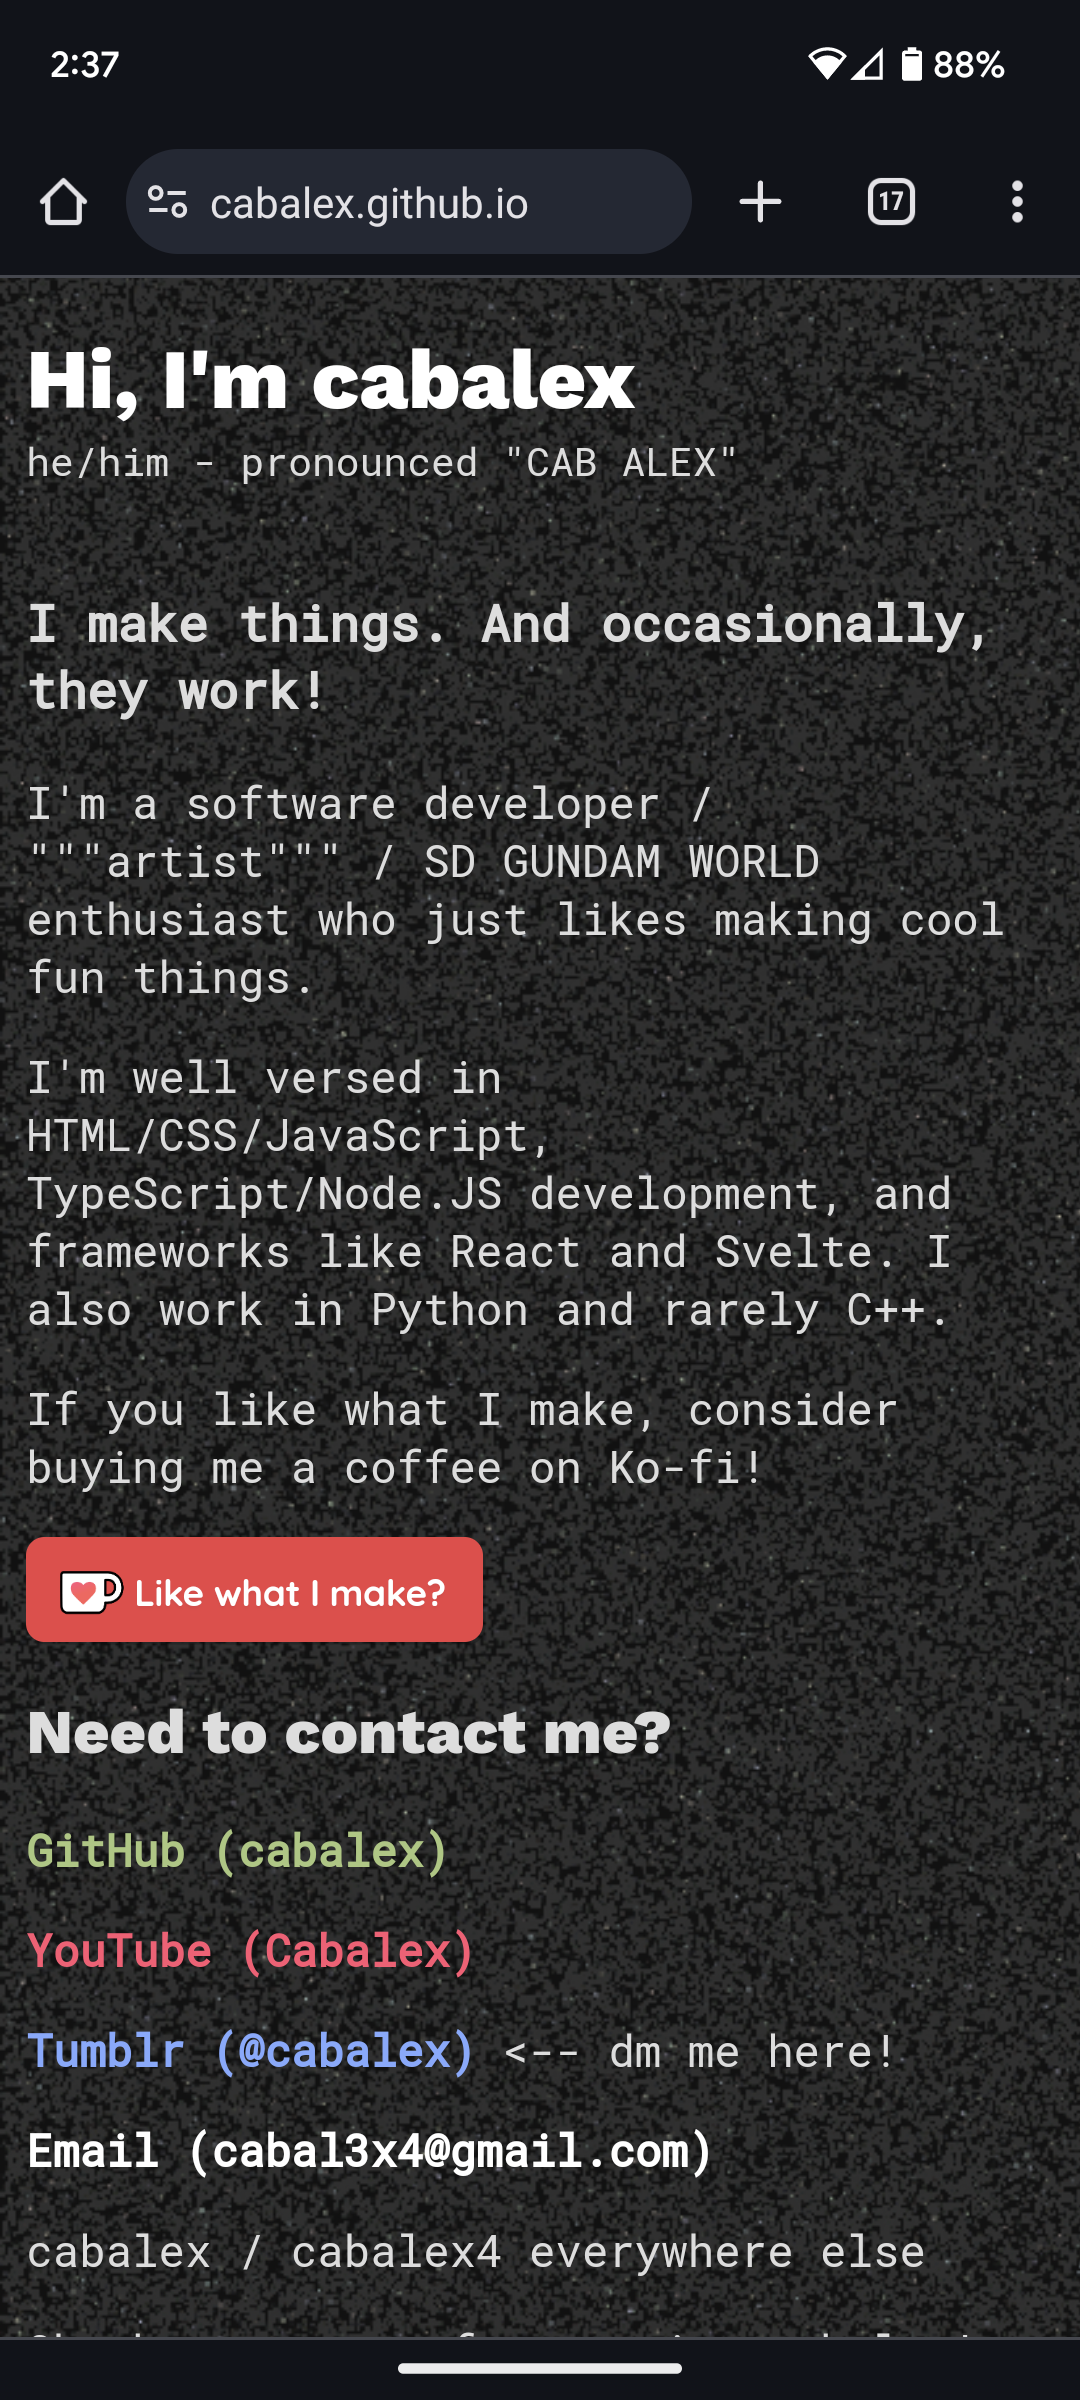 2:37
88%
cabalex.github.io
17
Hi, I'm cabalex
he/him - pronounced "CAB ALEX"
I make things. And occasionally,
they work!
I'm a software developer /
"""artist""" / SD GUNDAM WORLD
enthusiast who just likes making cool
fun things.
I'm well versed in
HTML/CSS/JavaScript,
TypeScript/Node.JS development, and
frameworks like React and Svelte. I
also work in Python and rarely C++.
If you like what I make, consider
buying me a coffee on Ko-fi!
Like what I make?
Need to contact me?
GitHub (cabalex)
YouTube (Cabalex)
Tumblr (@cabalex) <-- dm me here!
Email (cabal3x4@gmail.com)
cabalex / cabalex4 everywhere else